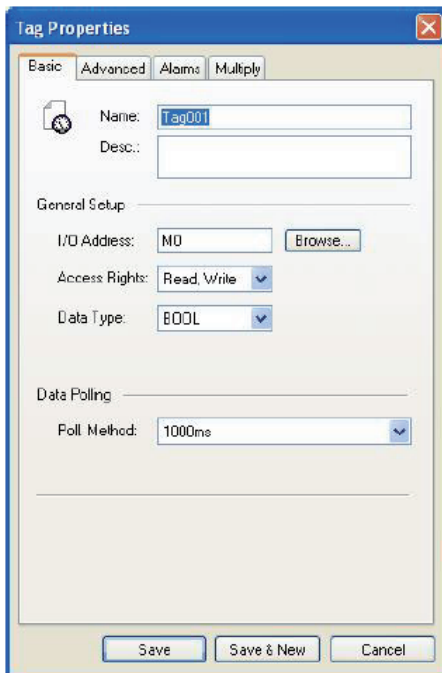 Tag Properties
Basic Advanced Alarms Multiply
Name: Tag001
Desc.:
General Setup
I/O Address: M0 Browse...
Access Rights: Read, Write
Data Type: BOOL
Data Polling
Poll Method: 1000ms
Save Save & New Cancel